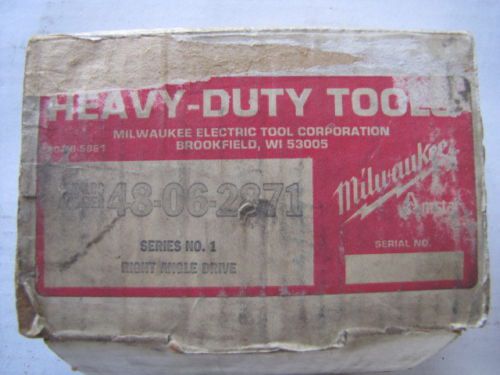 HEAVY-DUTY TOOLS
MILWAUKEE ELECTRIC TOOL CORPORATION
BROOKFIELD, WI 53005
48-06-2871
SERIES NO. 1
RIGHT ANGLE DRIVE
Milwaukee
SERIAL NO.